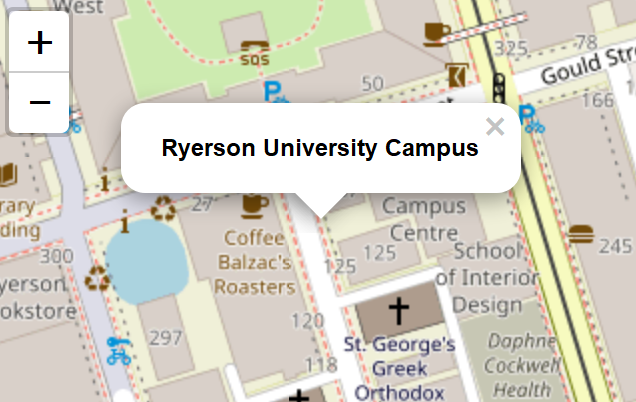 West
+
−
SOS
325
78
Gould Str
50
166
Ryerson University Campus
×
27
rary
ding
Campus
Centre
Coffee
Balzac's
Roasters
125
245
300
School
of Interior
Design
yerson
okstore
125
297
120
St. George's
Greek
Orthodox
118
Daphne
Cockwell
Health